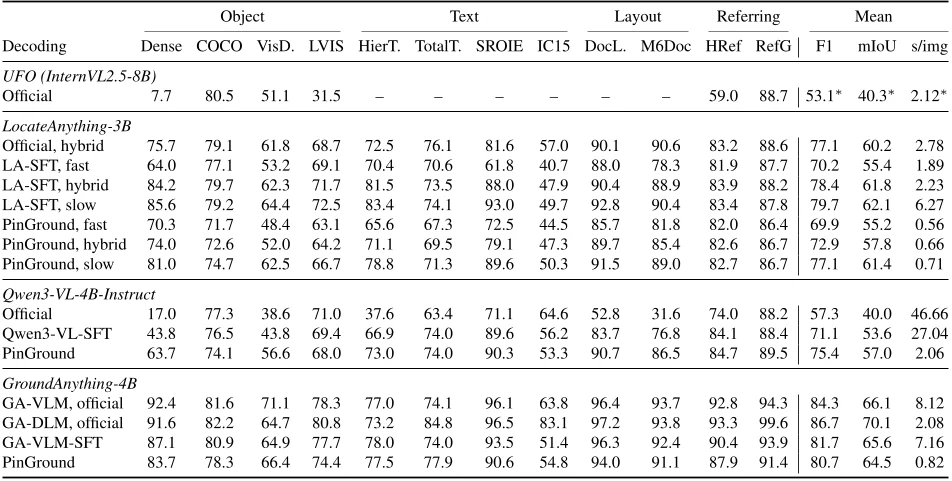 Object Text Layout Referring Mean
Decoding Dense COCO VisD. LVIS HierT. TotalT. SROIE IC15 DocL. M6Doc HRef RefG F1 mIoU s/img
UFO (InternVL2.5-8B)
Official 7.7 80.5 51.1 31.5 – – – – – – 59.0 88.7 53.1* 40.3* 2.12*
LocateAnything-3B
Official, hybrid 75.7 79.1 61.8 68.7 72.5 76.1 81.6 57.0 90.1 90.6 83.2 88.6 77.1 60.2 2.78
LA-SFT, fast 64.0 77.1 53.2 69.1 70.4 70.6 61.8 40.7 88.0 78.3 81.9 87.7 70.2 55.4 1.89
LA-SFT, hybrid 84.2 79.7 62.3 71.7 81.5 73.5 88.0 47.9 90.4 88.9 83.9 88.2 78.4 61.8 2.23
LA-SFT, slow 85.6 79.2 64.4 72.5 83.4 74.1 93.0 49.7 92.8 90.4 83.4 87.8 79.7 62.1 6.27
PinGround, fast 70.3 71.7 48.4 63.1 65.6 67.3 72.5 44.5 85.7 81.8 82.0 86.4 69.9 55.2 0.56
PinGround, hybrid 74.0 72.6 52.0 64.2 71.1 69.5 79.1 47.3 89.7 85.4 82.6 86.7 72.9 57.8 0.66
PinGround, slow 81.0 74.7 62.5 66.7 78.8 71.3 89.6 50.3 91.5 89.0 82.7 86.7 77.1 61.4 0.71
Qwen3-VL-4B-Instruct
Official 17.0 77.3 38.6 71.0 37.6 63.4 71.1 64.6 52.8 31.6 74.0 88.2 57.3 40.0 46.66
Qwen3-VL-SFT 43.8 76.5 43.8 69.4 66.9 74.0 89.6 56.2 83.7 76.8 84.1 88.4 71.1 53.6 27.04
PinGround 63.7 74.1 56.6 68.0 73.0 74.0 90.3 53.3 90.7 86.5 84.7 89.5 75.4 57.0 2.06
GroundAnything-4B
GA-VLM, official 92.4 81.6 71.1 78.3 77.0 74.1 96.1 63.8 96.4 93.7 92.8 94.3 84.3 66.1 8.12
GA-DLM, official 91.6 82.2 64.7 80.8 73.2 84.8 96.5 83.1 97.2 93.8 93.3 99.6 86.7 70.1 2.08
GA-VLM-SFT 87.1 80.9 64.9 77.7 78.0 74.0 93.5 51.4 96.3 92.4 90.4 93.9 81.7 65.6 7.16
PinGround 83.7 78.3 66.4 74.4 77.5 77.9 90.6 54.8 94.0 91.1 87.9 91.4 80.7 64.5 0.82